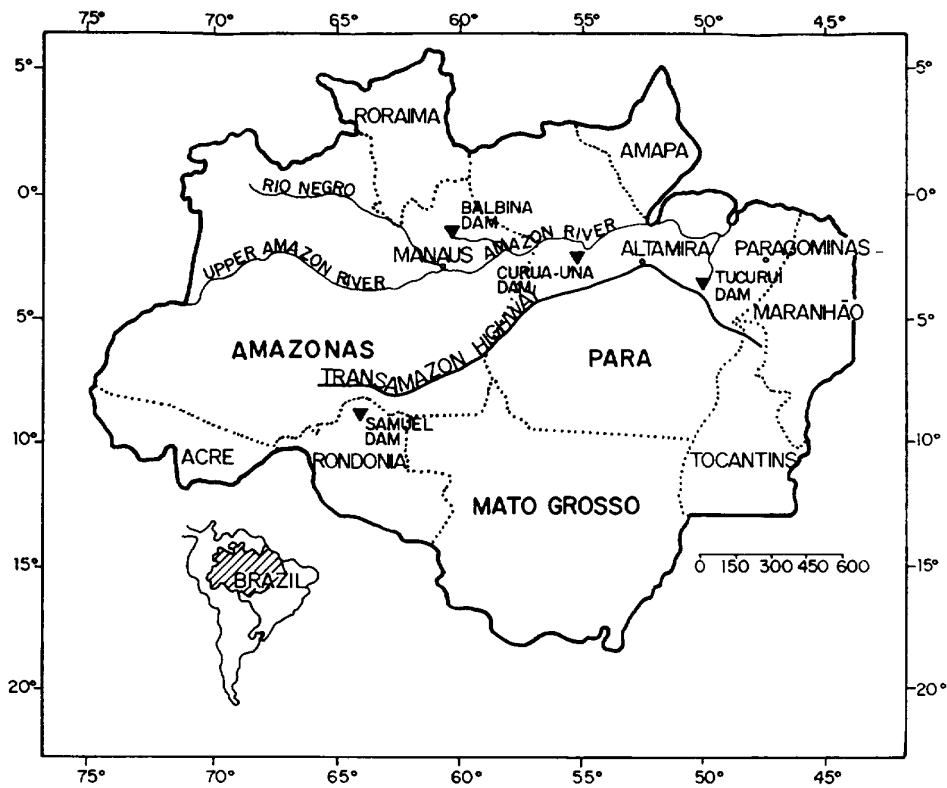 75° 70° 65° 60° 55° 50° 45°
5° 5°
RORAIMA
AMAPA
0° 0°
RIO NEGRO
BALBINA
DAM
MANAUS AMAZON RIVER ALTAMIRA PARAGOMINAS
UPPER AMAZON RIVER
CURUA-UNA
DAM
TUCURUÍ
DAM
MARANHÃO
5° 5°
AMAZONAS
TRANSAMAZON HIGHWAY
PARA
SAMUEL
DAM
10° 10°
ACRE
RONDONIA
TOCANTINS
MATO GROSSO
0 150 300 450 600
15° 15°
BRAZIL
20° 20°
75° 70° 65° 60° 55° 50° 45°